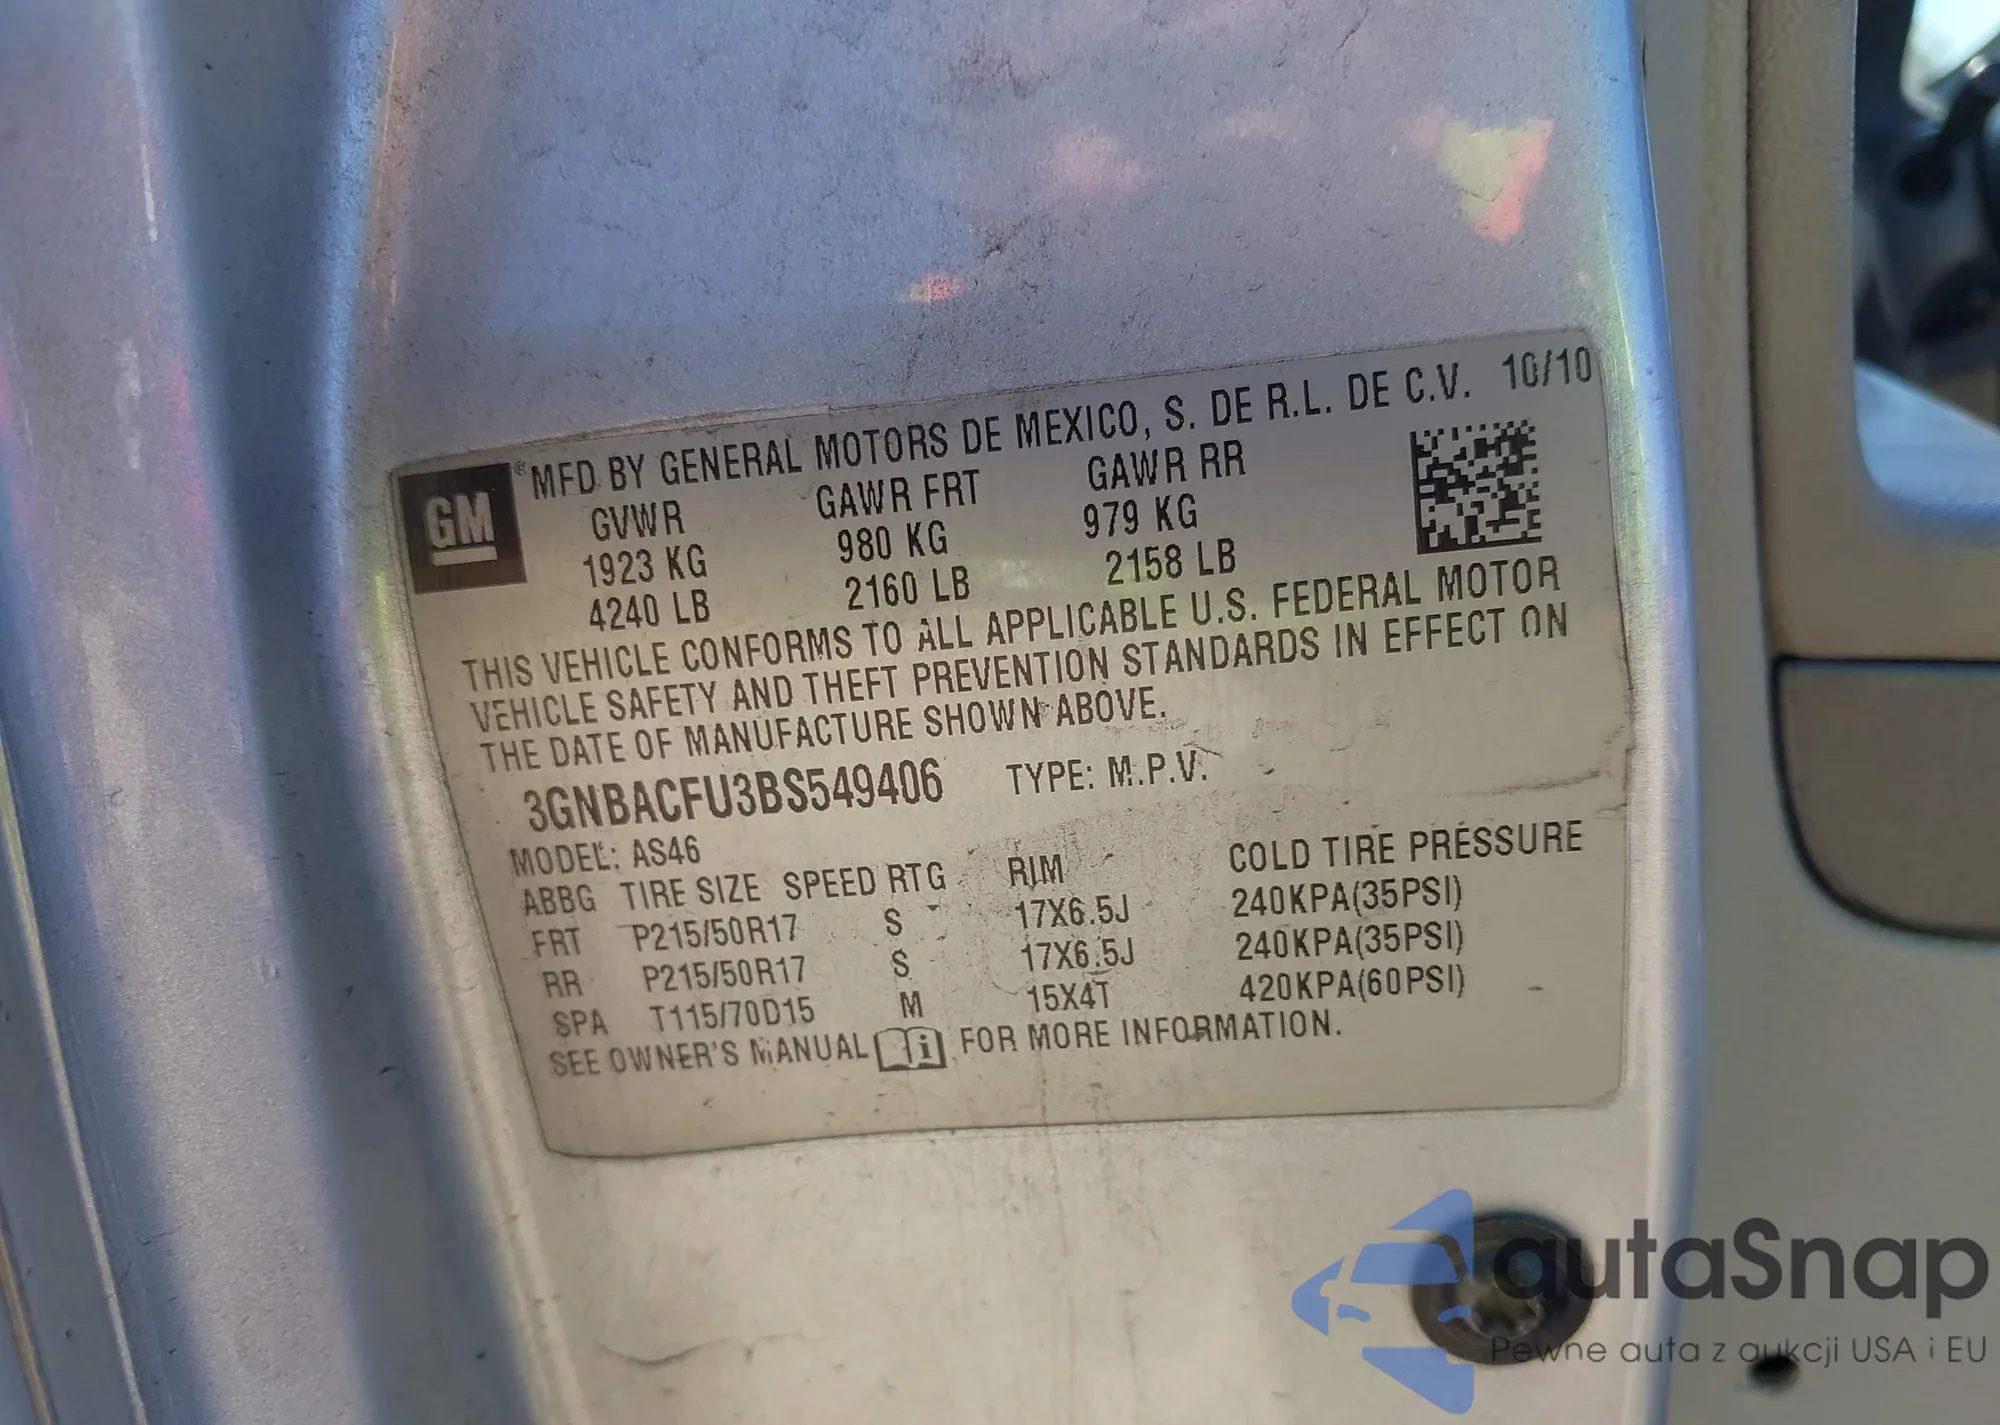 GM ® MFD BY GENERAL MOTORS DE MEXICO, S. DE R.L. DE C.V. 10/10
GVWR GAWR FRT GAWR RR
1923 KG 980 KG 979 KG
4240 LB 2160 LB 2158 LB
THIS VEHICLE CONFORMS TO ALL APPLICABLE U.S. FEDERAL MOTOR
VEHICLE SAFETY AND THEFT PREVENTION STANDARDS IN EFFECT ON
THE DATE OF MANUFACTURE SHOWN ABOVE.
3GNBACFU3BS549406 TYPE: M.P.V.
MODEL: AS46
ABBG TIRE SIZE SPEED RTG RIM COLD TIRE PRESSURE
FRT P215/50R17 S 17X6.5J 240KPA(35PSI)
RR P215/50R17 S 17X6.5J 240KPA(35PSI)
SPA T115/70D15 M 15X4T 420KPA(60PSI)
SEE OWNER'S MANUAL i FOR MORE INFORMATION.
autaSnap
Pewne auta z aukcji USA i EU